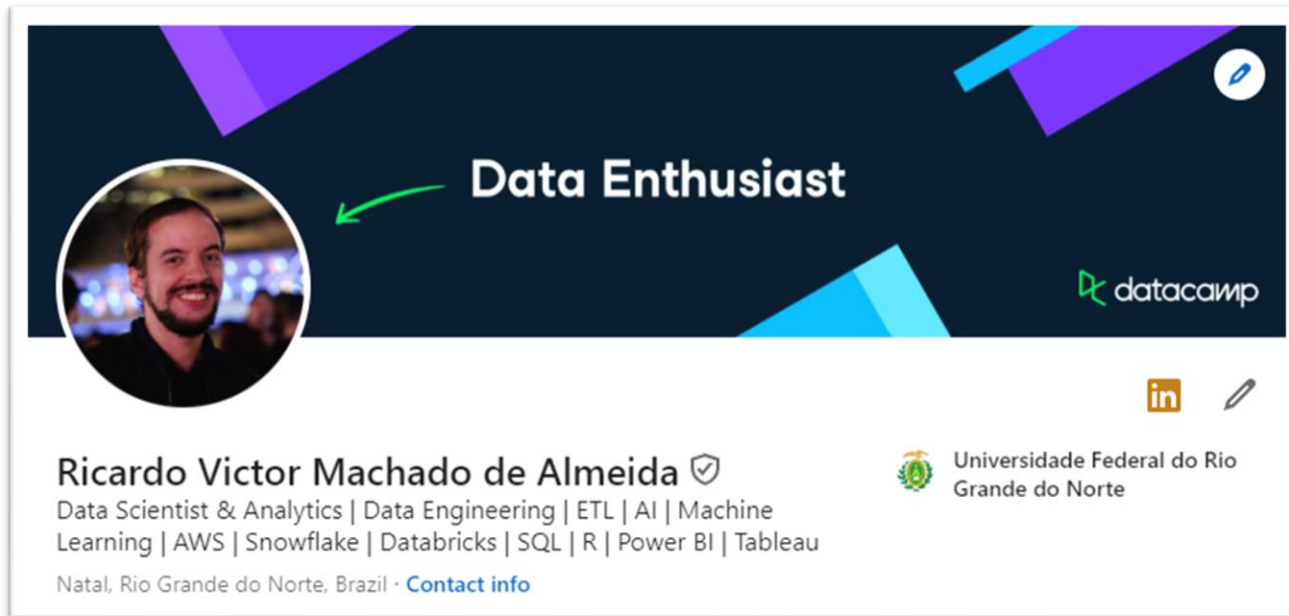 Data Enthusiast
datacamp
in
Ricardo Victor Machado de Almeida
Universidade Federal do Rio
Grande do Norte
Data Scientist & Analytics | Data Engineering | ETL | AI | Machine
Learning | AWS | Snowflake | Databricks | SQL | R | Power BI | Tableau
Natal, Rio Grande do Norte, Brazil · Contact info